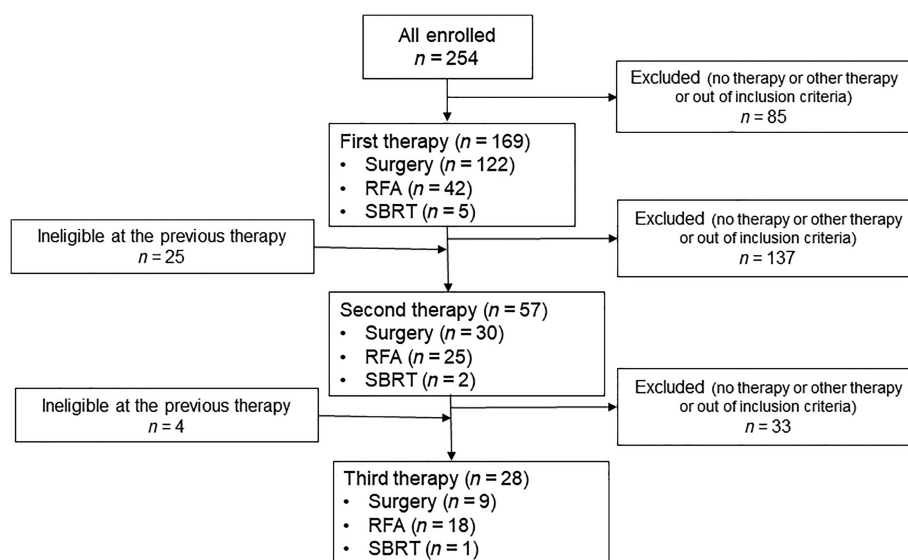 All enrolled
n = 254
Excluded (no therapy or other therapy
or out of inclusion criteria)
n = 85
First therapy (n = 169)
• Surgery (n = 122)
• RFA (n = 42)
• SBRT (n = 5)
Ineligible at the previous therapy
n = 25
Excluded (no therapy or other therapy
or out of inclusion criteria)
n = 137
Second therapy (n = 57)
• Surgery (n = 30)
• RFA (n = 25)
• SBRT (n = 2)
Ineligible at the previous therapy
n = 4
Excluded (no therapy or other therapy
or out of inclusion criteria)
n = 33
Third therapy (n = 28)
• Surgery (n = 9)
• RFA (n = 18)
• SBRT (n = 1)